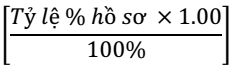 [Tỷ lệ % hồ sơ × 1.00
100%]